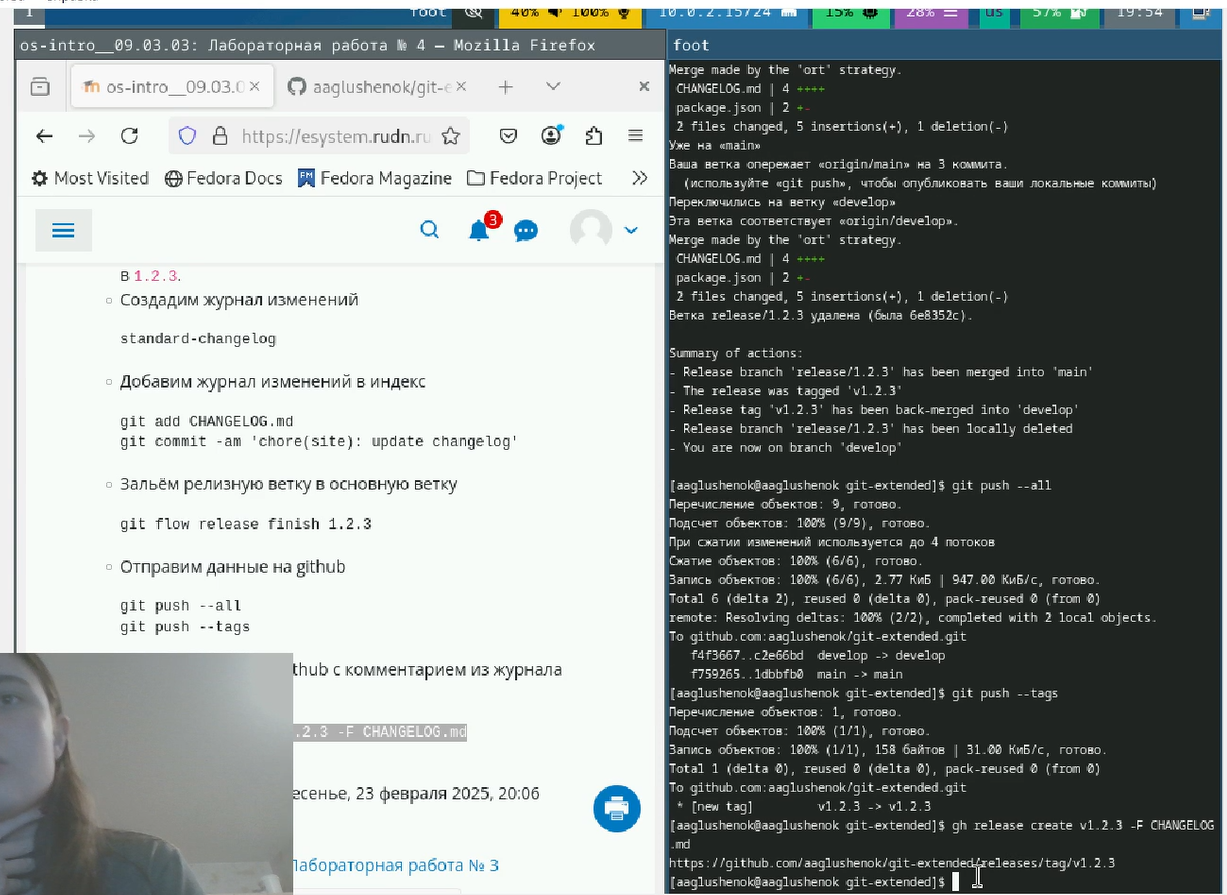 1
foot
40%
100%
10.0.2.15/24
15%
28%
us
57%
19:54
os-intro__09.03.03: Лабораторная работа № 4 — Mozilla Firefox
os-intro__09.03.0
aaglushenok/git-e
https://esystem.rudn.ru
Most Visited
Fedora Docs
Fedora Magazine
Fedora Project
3
в 1.2.3.
Создадим журнал изменений
standard-changelog
Добавим журнал изменений в индекс
git add CHANGELOG.md
git commit -am 'chore(site): update changelog'
Зальём релизную ветку в основную ветку
git flow release finish 1.2.3
Отправим данные на github
git push --all
git push --tags
thub с комментарием из журнала
.2.3 -F CHANGELOG.md
есенье, 23 февраля 2025, 20:06
Лабораторная работа № 3
foot
Merge made by the 'ort' strategy.
CHANGELOG.md | 4 ++++
package.json | 2 +-
2 files changed, 5 insertions(+), 1 deletion(-)
Уже на «main»
Ваша ветка опережает «origin/main» на 3 коммита.
(используйте «git push», чтобы опубликовать ваши локальные коммиты)
Переключились на ветку «develop»
Эта ветка соответствует «origin/develop».
Merge made by the 'ort' strategy.
CHANGELOG.md | 4 ++++
package.json | 2 +-
2 files changed, 5 insertions(+), 1 deletion(-)
Ветка release/1.2.3 удалена (была 6e8352c).
Summary of actions:
- Release branch 'release/1.2.3' has been merged into 'main'
- The release was tagged 'v1.2.3'
- Release tag 'v1.2.3' has been back-merged into 'develop'
- Release branch 'release/1.2.3' has been locally deleted
- You are now on branch 'develop'
[aaglushenok@aaglushenok git-extended]$ git push --all
Перечисление объектов: 9, готово.
Подсчет объектов: 100% (9/9), готово.
При сжатии изменений используется до 4 потоков
Сжатие объектов: 100% (6/6), готово.
Запись объектов: 100% (6/6), 2.77 КиБ | 947.00 КиБ/с, готово.
Total 6 (delta 2), reused 0 (delta 0), pack-reused 0 (from 0)
remote: Resolving deltas: 100% (2/2), completed with 2 local objects.
To github.com:aaglushenok/git-extended.git
f4f3667..c2e66bd  develop -> develop
f759265..1dbbfb0  main -> main
[aaglushenok@aaglushenok git-extended]$ git push --tags
Перечисление объектов: 1, готово.
Подсчет объектов: 100% (1/1), готово.
Запись объектов: 100% (1/1), 158 байтов | 31.00 КиБ/с, готово.
Total 1 (delta 0), reused 0 (delta 0), pack-reused 0 (from 0)
To github.com:aaglushenok/git-extended.git
* [new tag]         v1.2.3 -> v1.2.3
[aaglushenok@aaglushenok git-extended]$ gh release create v1.2.3 -F CHANGELOG
.md
https://github.com/aaglushenok/git-extended/releases/tag/v1.2.3
[aaglushenok@aaglushenok git-extended]$